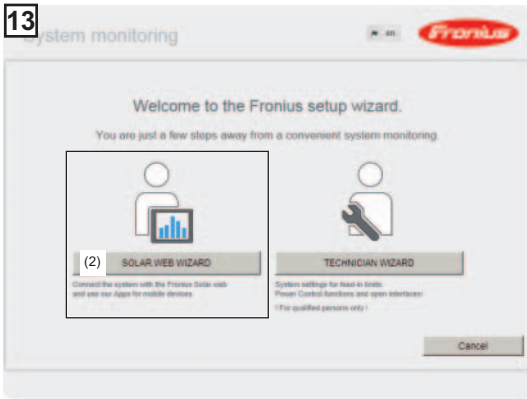 13
System monitoring
en
Fronius
Welcome to the Fronius setup wizard.
You are just a few steps away from a convenient system monitoring.
(2)
SOLAR WEB WIZARD
Connect the system with the Fronius Solar.web
and use our Apps for mobile devices
TECHNICIAN WIZARD
System settings for feed-in limits.
Power Control-functions and open interfaces!
! For qualified persons only !
Cancel